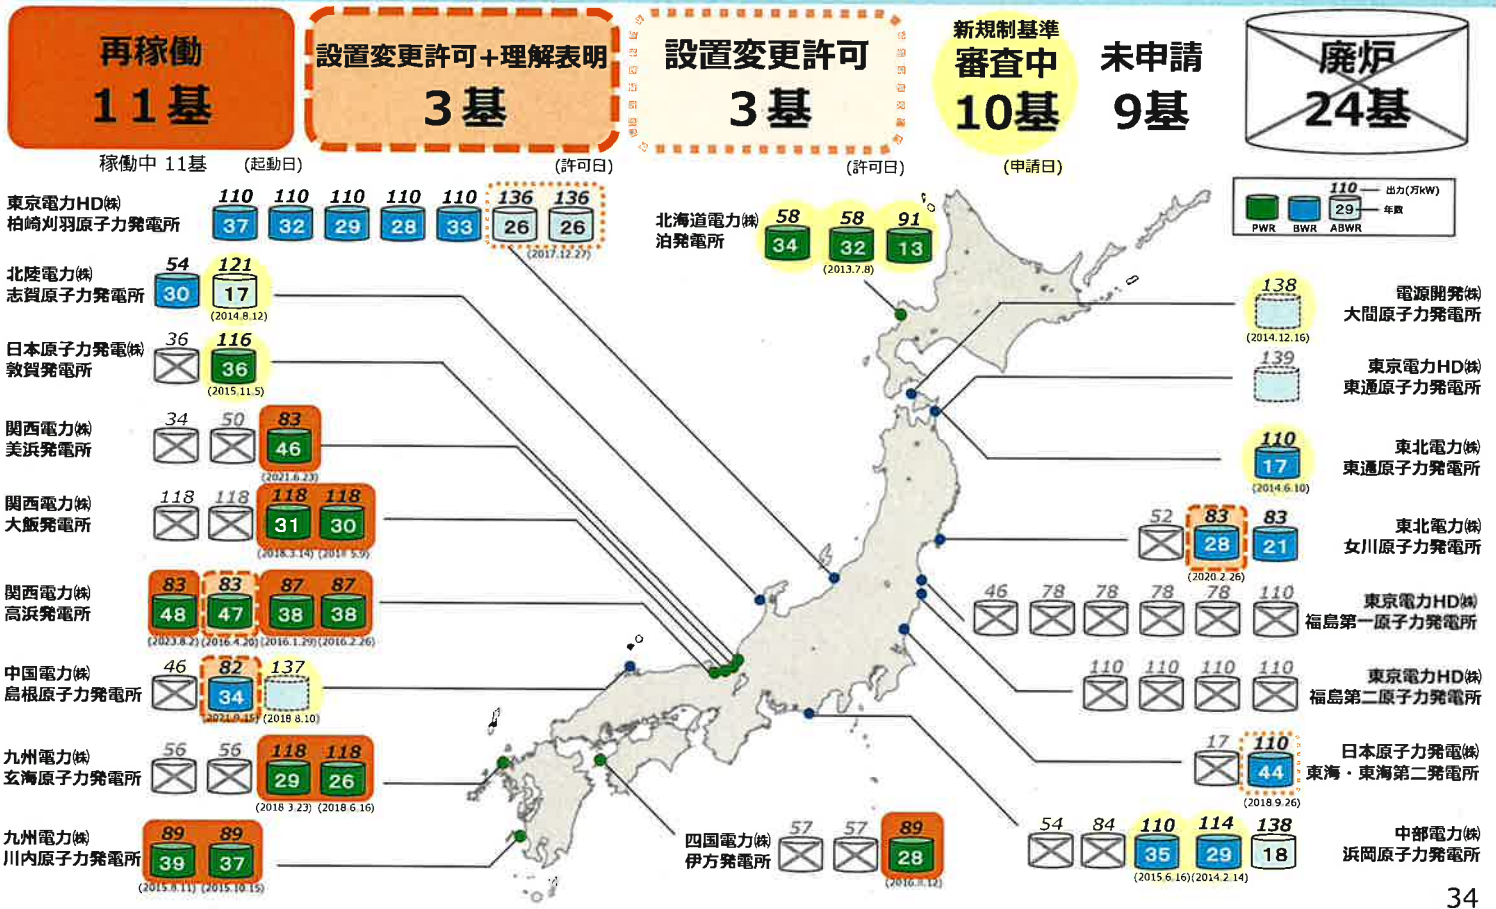 再稼働
11基
設置変更許可+理解表明
3基
設置変更許可
3基
新規制基準
審査中
10基
未申請
9基
廃炉
24基
稼働中 11基
(起動日)
(許可日)
(許可日)
(申請日)
110 出力(万kW)
29 年数
PWR BWR ABWR
東京電力HD㈱
柏崎刈羽原子力発電所
110 110 110 110 110 136 136
37 32 29 28 33 26 26
(2017.12.27)
北海道電力㈱
泊発電所
58 58 91
34 32 13
(2013.7.8)
北陸電力㈱
志賀原子力発電所
54 121
30 17
(2014.8.12)
電源開発㈱
大間原子力発電所
138
(2014.12.16)
日本原子力発電㈱
敦賀発電所
36 116
36
(2015.11.5)
東京電力HD㈱
東通原子力発電所
139
関西電力㈱
美浜発電所
34 50 83
46
(2021.6.23)
東北電力㈱
東通原子力発電所
110
17
(2014.6.10)
関西電力㈱
大飯発電所
118 118 118 118
31 30
(2018.3.14)
東北電力㈱
女川原子力発電所
52 83 83
28 21
(2020.2.26)
関西電力㈱
高浜発電所
83 83 87 87
48 47 38 38
(2023.8.2) (2016.4.20) (2016.1.29) (2016.2.26)
東京電力HD㈱
福島第一原子力発電所
46 78 78 78 78 110
中国電力㈱
島根原子力発電所
46 82 137
34
(2021.9.15) (2018 8.10)
東京電力HD㈱
福島第二原子力発電所
110 110 110 110
九州電力㈱
玄海原子力発電所
56 56 118 118
29 26
(2018 3.23) (2018 6.16)
日本原子力発電㈱
東海・東海第二発電所
17 110
44
(2018.9.26)
九州電力㈱
川内原子力発電所
89 89
39 37
(2015.8.11) (2015.10.15)
四国電力㈱
伊方発電所
57 57 89
28
(2016.8.12)
中部電力㈱
浜岡原子力発電所
54 84 110 114 138
35 29 18
(2015.6.16) (2014.2.14)
34